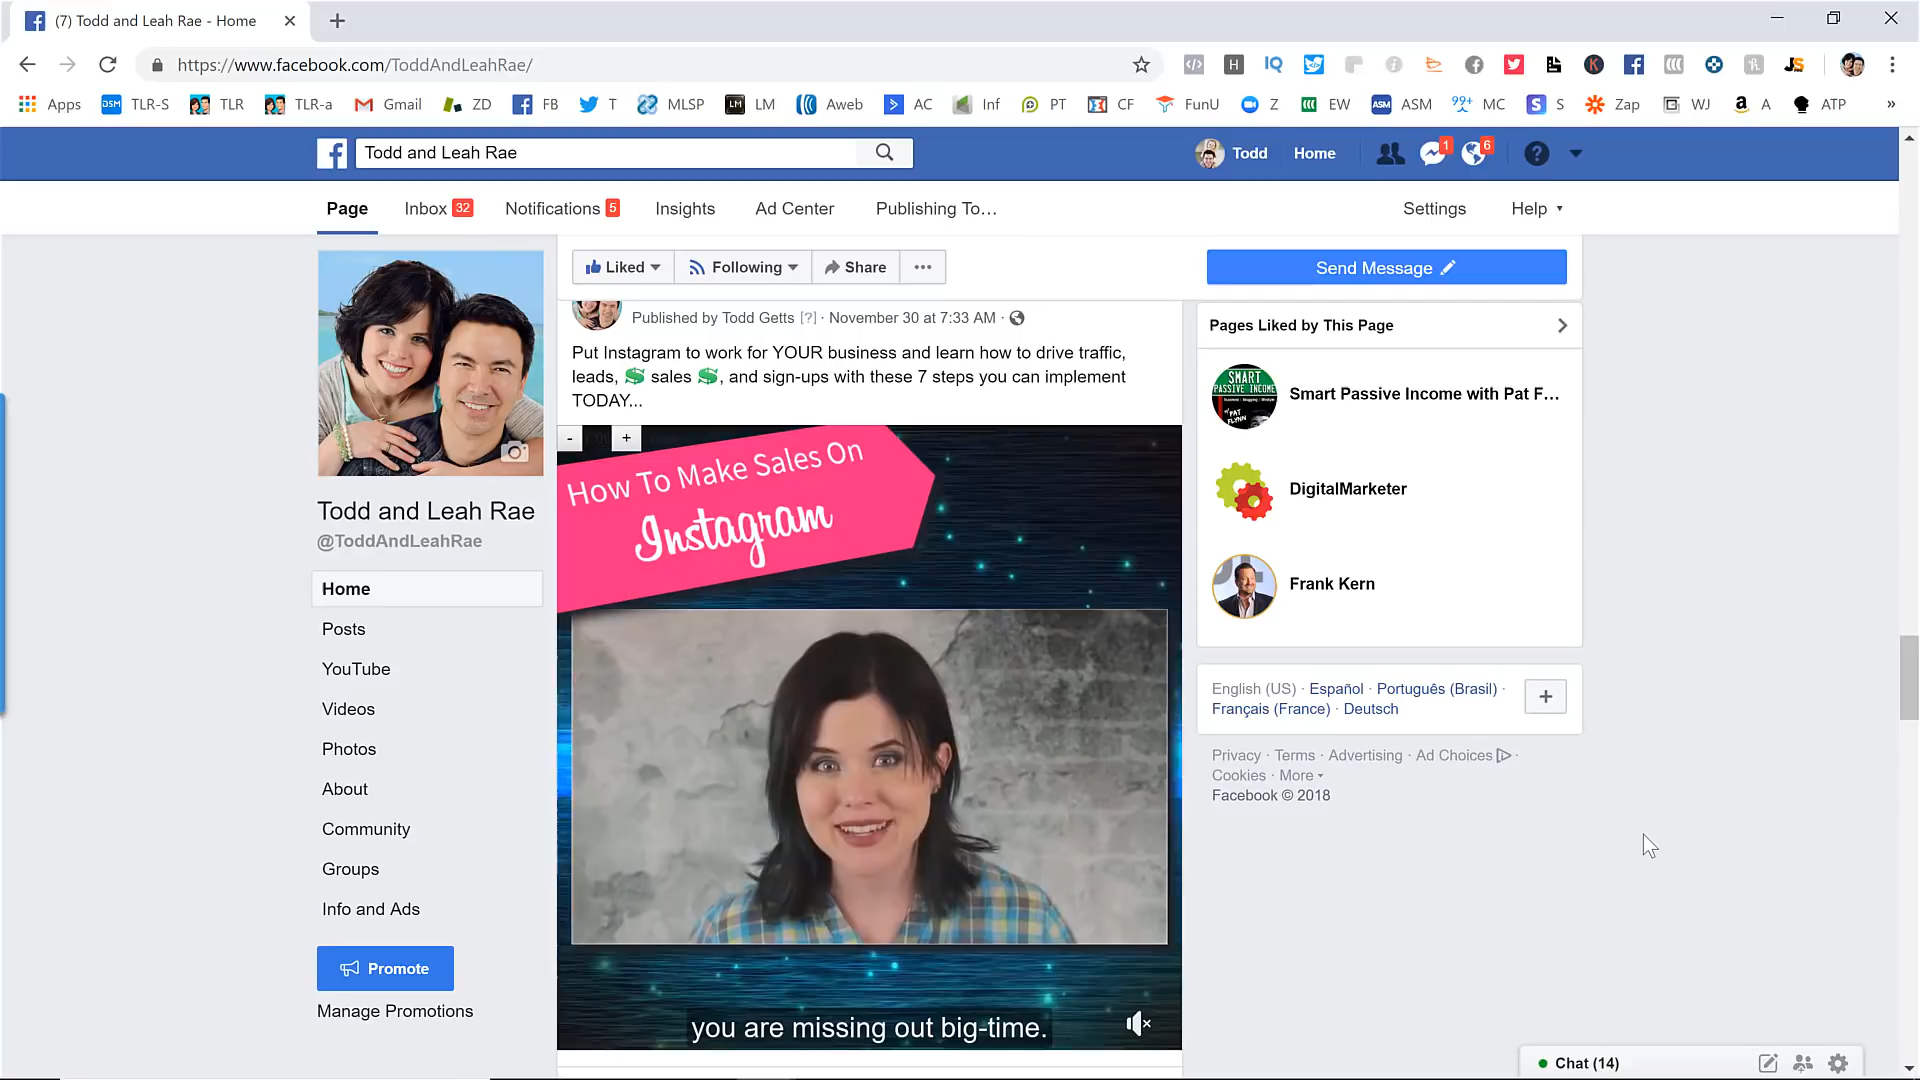 (7) Todd and Leah Rae - Home
https://www.facebook.com/ToddAndLeahRae/
Apps TLR-S TLR TLR-a Gmail ZD FB T MLSP LM Aweb AC Inf PT CF FunU Z EW ASM MC S Zap WJ A ATP »
Todd and Leah Rae
Todd Home 1 6
Page Inbox 32 Notifications 5 Insights Ad Center Publishing To… Settings Help
Liked Following Share ... Send Message
Todd and Leah Rae
@ToddAndLeahRae
Home
Posts
YouTube
Videos
Photos
About
Community
Groups
Info and Ads
Promote
Manage Promotions
Published by Todd Getts [?] · November 30 at 7:33 AM ·
Put Instagram to work for YOUR business and learn how to drive traffic,
leads, 💲 sales 💲, and sign-ups with these 7 steps you can implement
TODAY...
- +
How To Make Sales On
Instagram
you are missing out big-time.
Pages Liked by This Page
SMART
PASSIVE INCOME
PAT
FLYNN
Smart Passive Income with Pat F…
DigitalMarketer
Frank Kern
English (US) · Español · Português (Brasil) ·
Français (France) · Deutsch
+
Privacy · Terms · Advertising · Ad Choices ·
Cookies · More
Facebook © 2018
Chat (14)